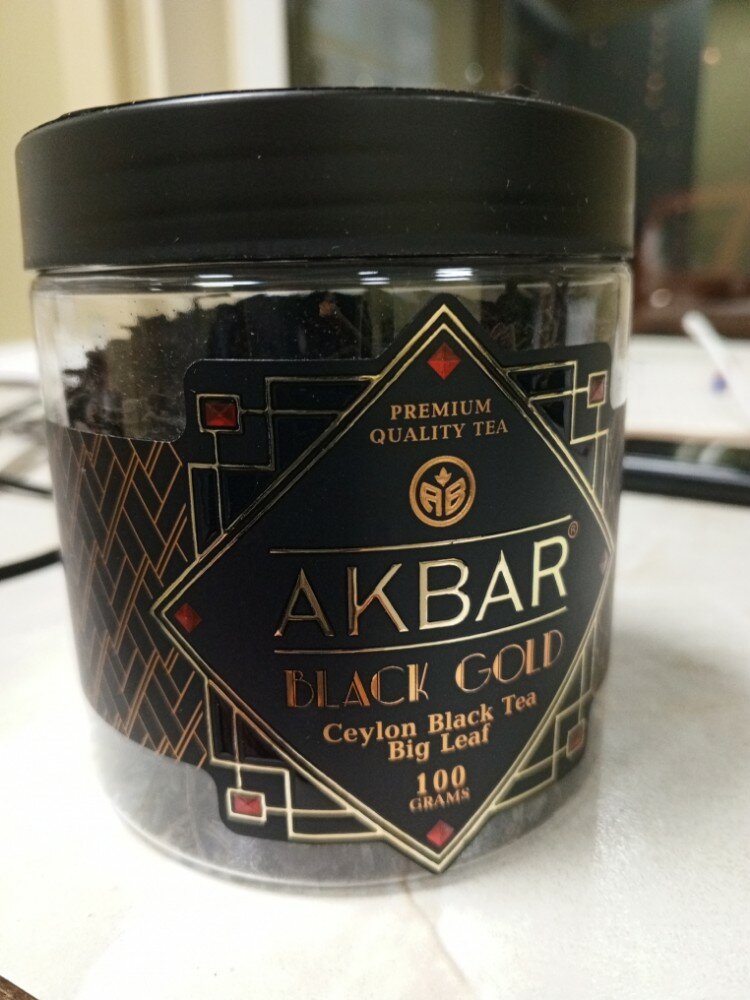 PREMIUM
QUALITY TEA
AB
AKBAR®
BLACK GOLD
Ceylon Black Tea
Big Leaf
100
GRAMS